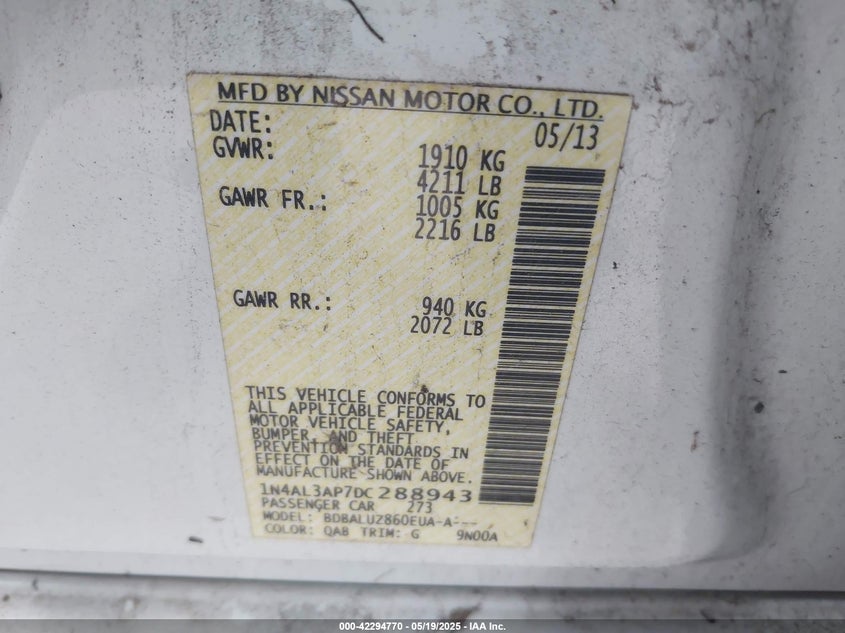 MFD BY NISSAN MOTOR CO., LTD.
DATE: 05/13
GVWR: 1910 KG
4211 LB
GAWR FR.: 1005 KG
2216 LB
GAWR RR.: 940 KG
2072 LB
THIS VEHICLE CONFORMS TO
ALL APPLICABLE FEDERAL
MOTOR VEHICLE SAFETY,
BUMPER, AND THEFT
PREVENTION STANDARDS IN
EFFECT ON THE DATE OF
MANUFACTURE SHOWN ABOVE.
1N4AL3AP7DC288943
PASSENGER CAR 273
MODEL: BDBALUZ860EUA-A---
COLOR: QAB TRIM: G 9N00A
000-42294770 - 05/19/2025 - IAA Inc.